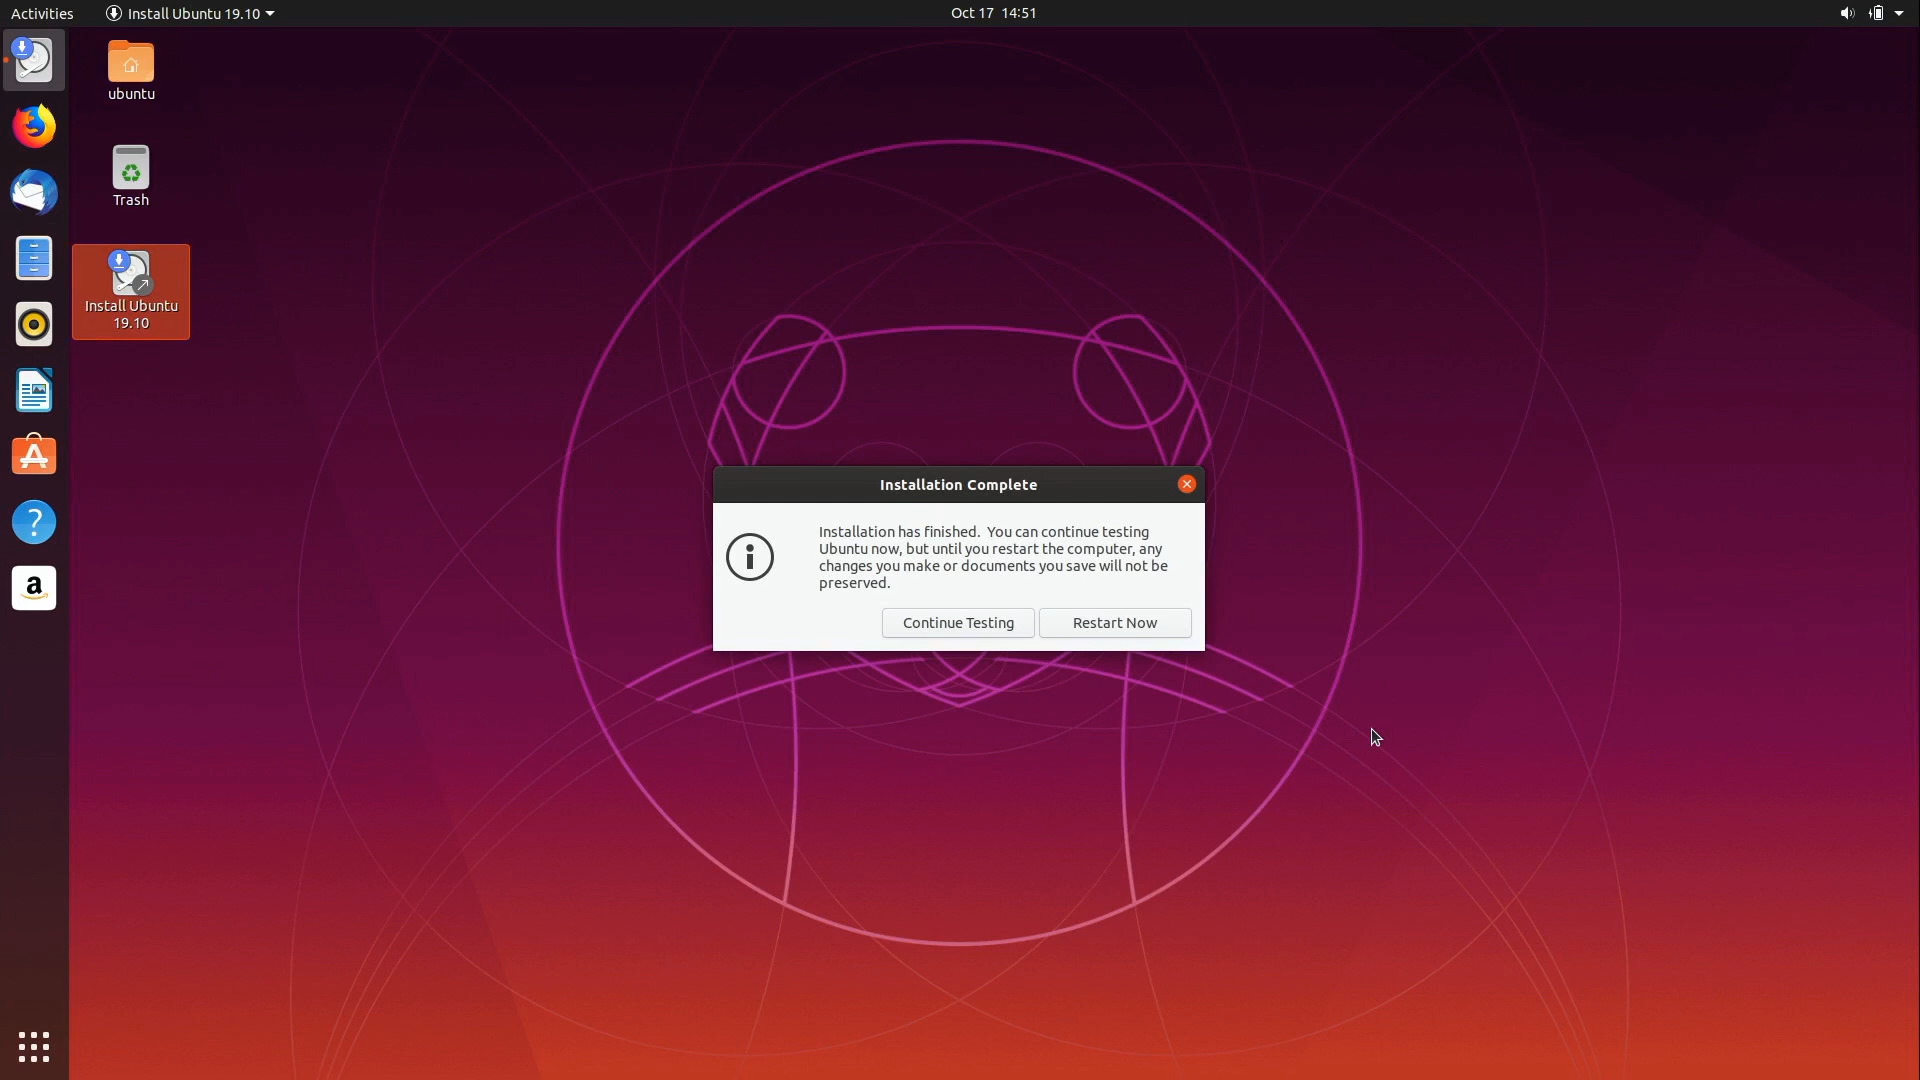 Activities
Install Ubuntu 19.10
Oct 17 14:51
ubuntu
Trash
Install Ubuntu
19.10
Installation Complete
Installation has finished. You can continue testing
Ubuntu now, but until you restart the computer, any
changes you make or documents you save will not be
preserved.
Continue Testing
Restart Now